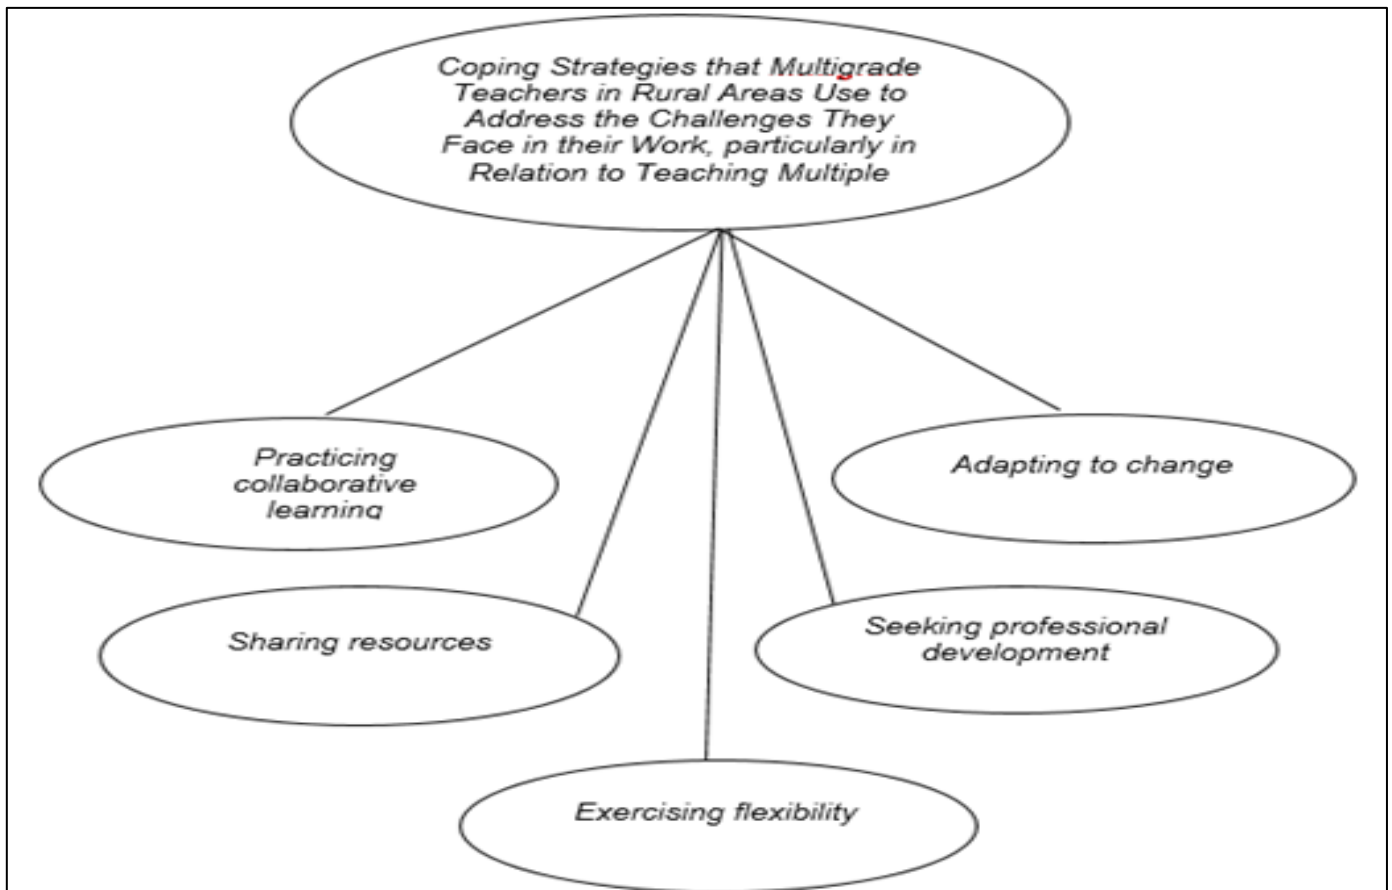 Coping Strategies that Multigrade
Teachers in Rural Areas Use to
Address the Challenges They
Face in their Work, particularly in
Relation to Teaching Multiple
Practicing
collaborative
learning
Adapting to change
Sharing resources
Seeking professional
development
Exercising flexibility